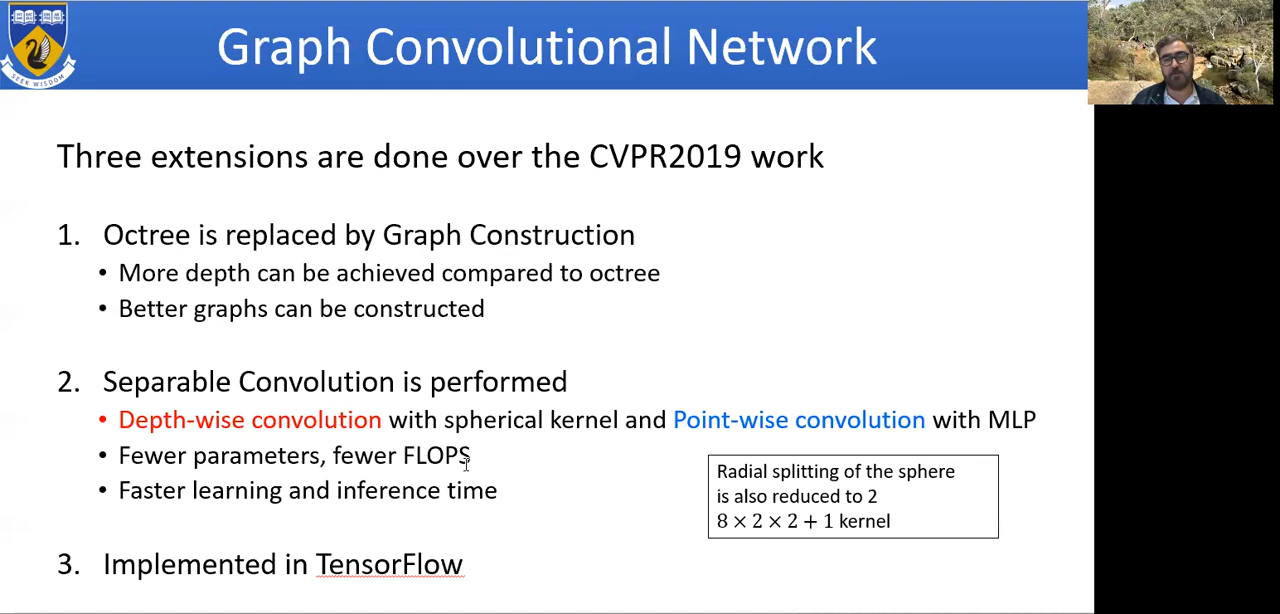 SEEK WISDOM
Graph Convolutional Network
Three extensions are done over the CVPR2019 work
1. Octree is replaced by Graph Construction
• More depth can be achieved compared to octree
• Better graphs can be constructed
2. Separable Convolution is performed
• Depth-wise convolution with spherical kernel and Point-wise convolution with MLP
• Fewer parameters, fewer FLOPS
• Faster learning and inference time
Radial splitting of the sphere
is also reduced to 2
8 × 2 × 2 + 1 kernel
3. Implemented in TensorFlow